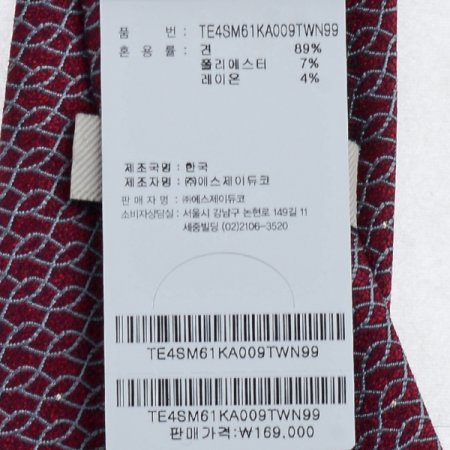 품 번 : TE4SM61KA009TWN99
혼 용 률 : 견 89%
폴리에스터 7%
레이온 4%
제조국명 : 한국
제조자명 : ㈜에스제이듀코
판매자명 : ㈜에스제이듀코
소비자상담실 : 서울시 강남구 논현로 149길 11
세중빌딩 (02)2106-3520
TE4SM61KA009TWN99
TE4SM61KA009TWN99
판매가격:₩169,000